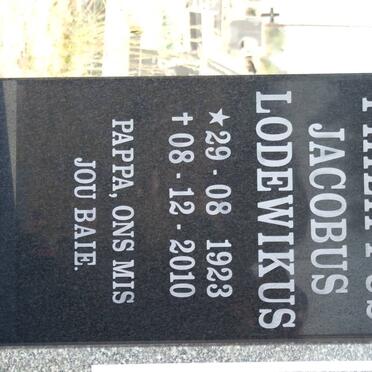 JACOBUS
LODEWIKUS
★29-08 1923
✝08-12-2010
PAPPA, ONS MIS
JOU BAIE.